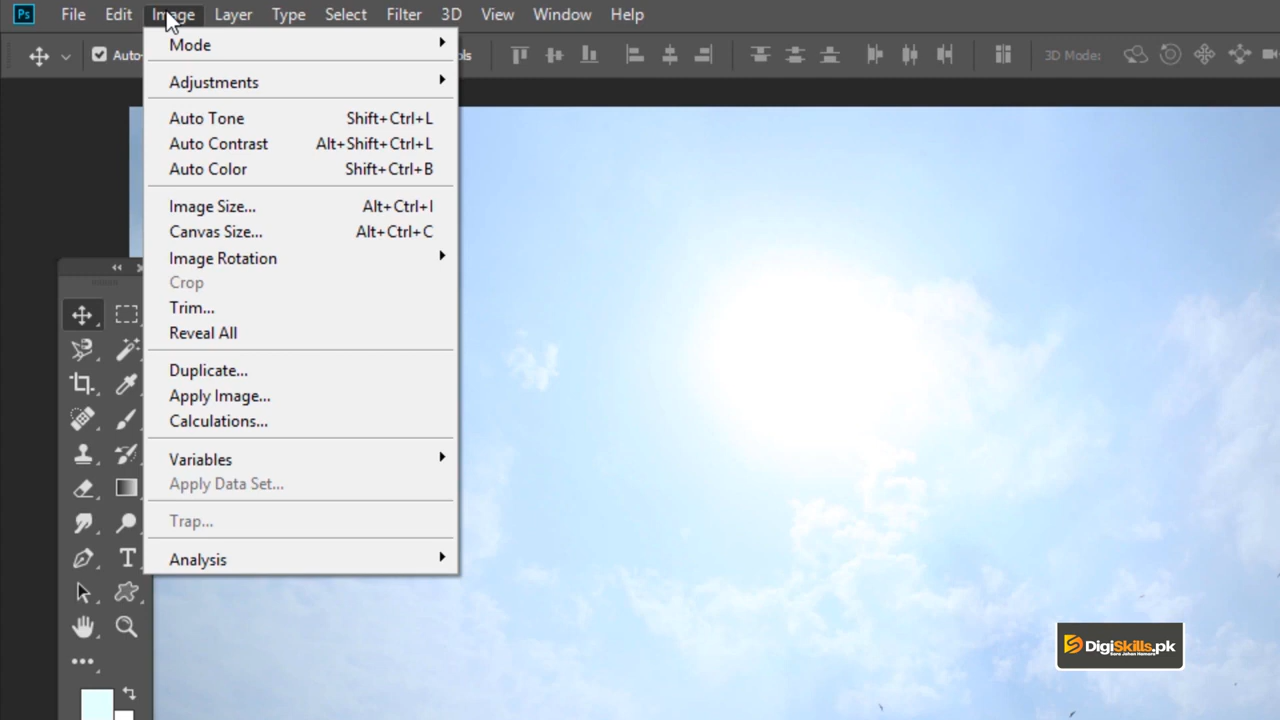 Ps File Edit Image Layer Type Select Filter 3D View Window Help
Auto- ols 3D Mode:
Mode
Adjustments
Auto Tone Shift+Ctrl+L
Auto Contrast Alt+Shift+Ctrl+L
Auto Color Shift+Ctrl+B
Image Size... Alt+Ctrl+I
Canvas Size... Alt+Ctrl+C
Image Rotation
Crop
Trim...
Reveal All
Duplicate...
Apply Image...
Calculations...
Variables
Apply Data Set...
Trap...
Analysis
T
DigiSkills.pk